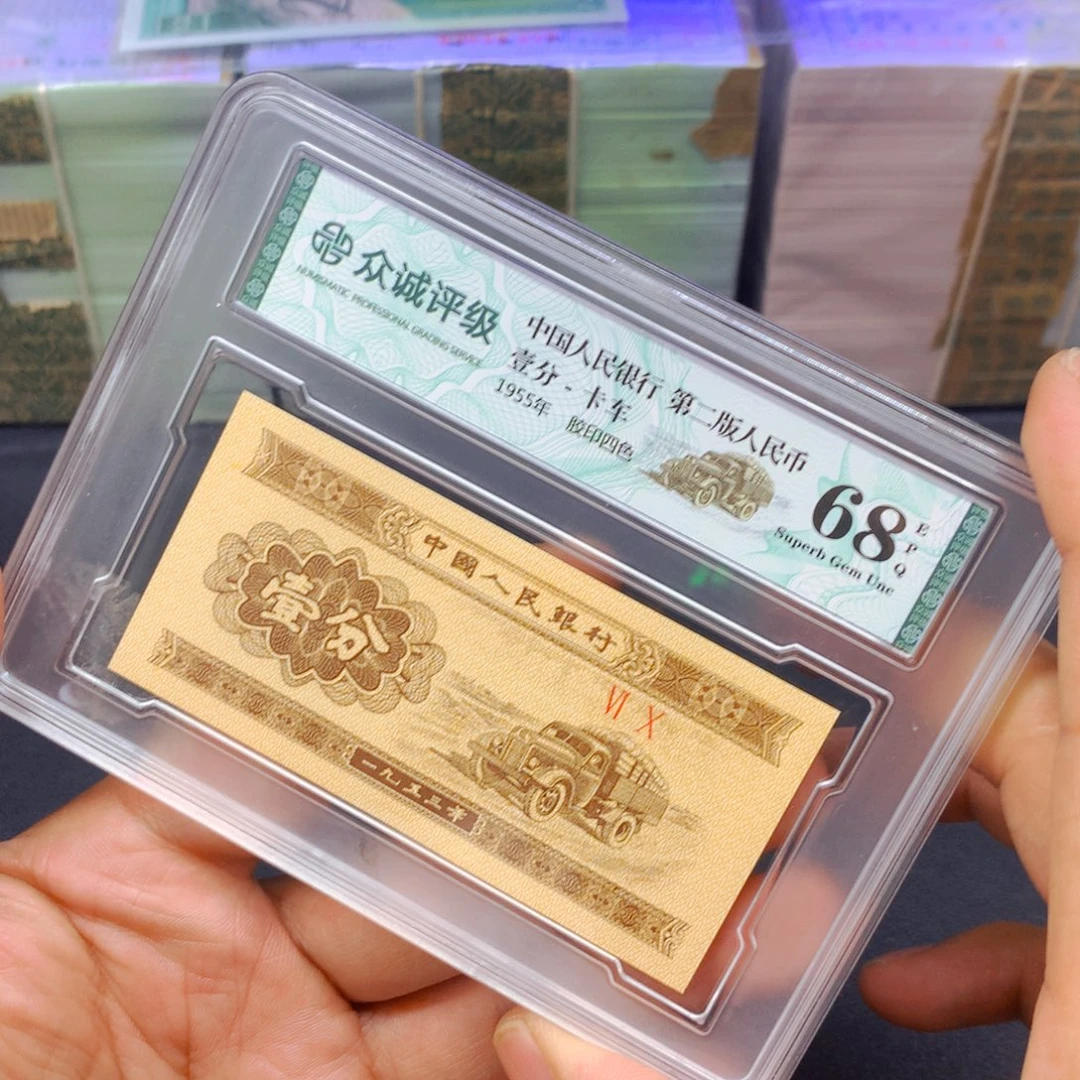 众诚评级
NUMISMATIC PROFESSIONAL GRADING SERVICE
中国人民银行 第二版人民币
壹分 - 卡车
1955年 胶印四色
68
EPQ
Superb Gem Unc
中國人民銀行
壹分
VI X
一九五三年